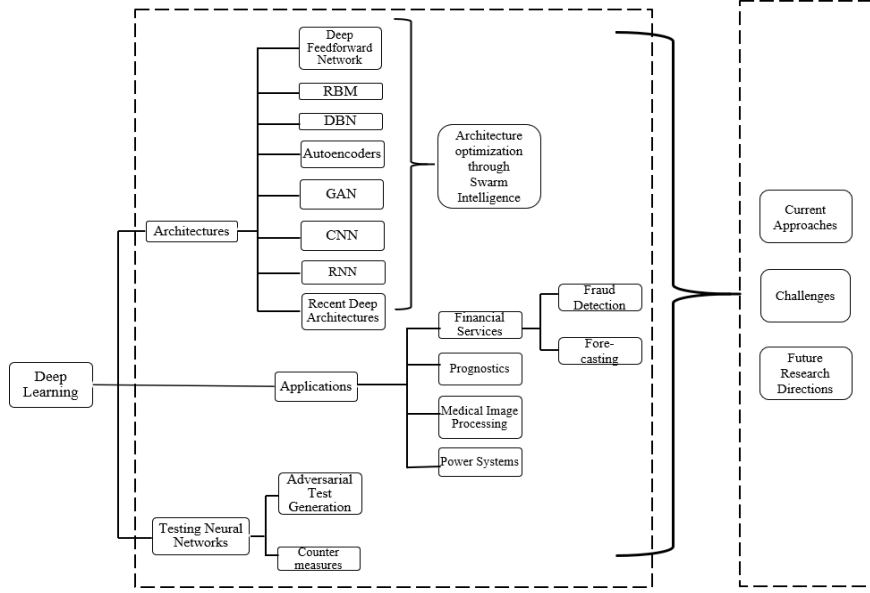 Deep
Learning
Architectures
Deep
Feedforward
Network
RBM
DBN
Autoencoders
GAN
CNN
RNN
Recent Deep
Architectures
Architecture
optimization
through
Swarm
Intelligence
Applications
Financial
Services
Fraud
Detection
Fore-
casting
Prognostics
Medical Image
Processing
Power Systems
Testing Neural
Networks
Adversarial
Test
Generation
Counter
measures
Current
Approaches
Challenges
Future
Research
Directions